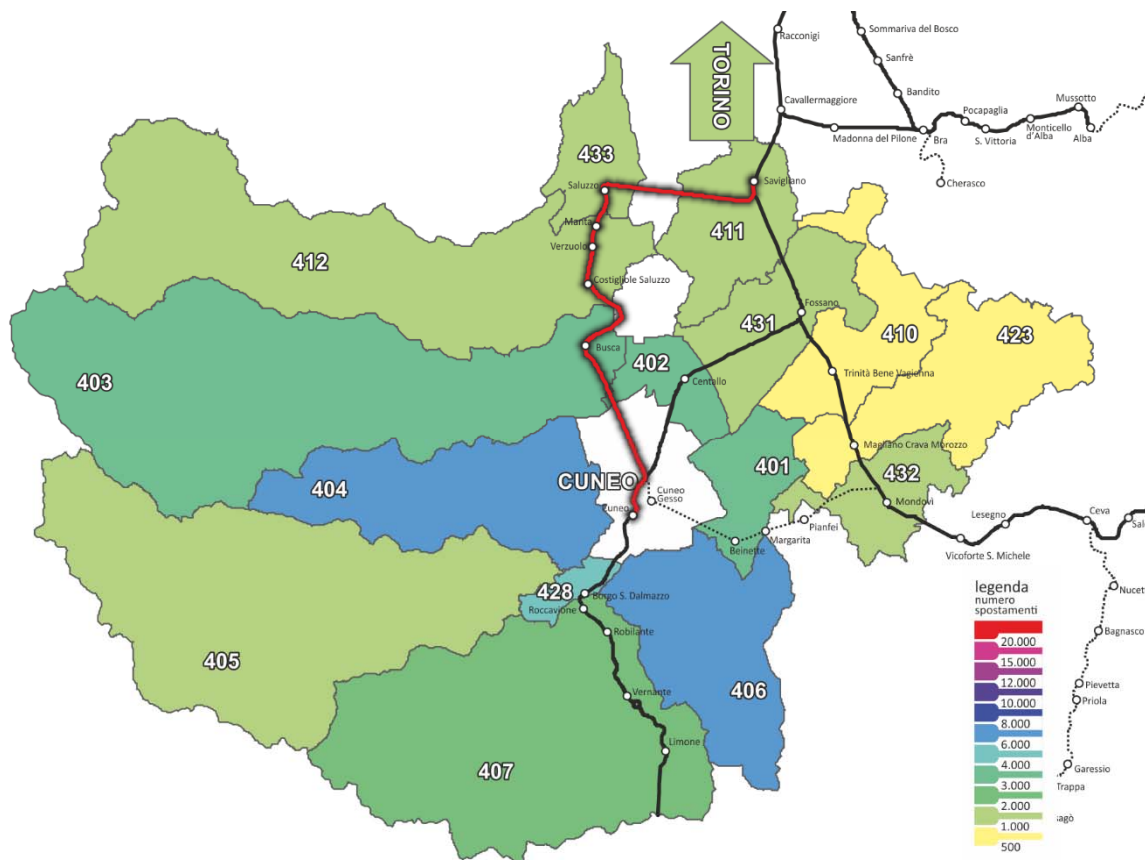 Racconigi
Sommariva del Bosco
TORINO
Sanfrè
Bandito
Mussotto
Cavallermaggiore
Pocapaglia
Madonna del Pilone
Bra
S. Vittoria
Monticello
d'Alba
Alba
433
Cherasco
Saluzzo
Savigliano
Manta
411
Verzuolo
412
Costigliole Saluzzo
Fossano
431
410
423
Busca
402
403
Centallo
Trinità Bene Vagienna
Magliano Crava Morozzo
401
432
CUNEO
404
Cuneo
Gesso
Cuneo
Mondovì
Pianfei
Margarita
Beinette
Lesegno
Ceva
Sale
Vicoforte S. Michele
428
Borgo S. Dalmazzo
Roccavione
Robilante
Nucett
Bagnasco
405
406
Vernante
Pievetta
Priola
Limone
407
Garessio
Trappa
sagò
legenda
numero
spostamenti
20.000
15.000
12.000
10.000
8.000
6.000
4.000
3.000
2.000
1.000
500